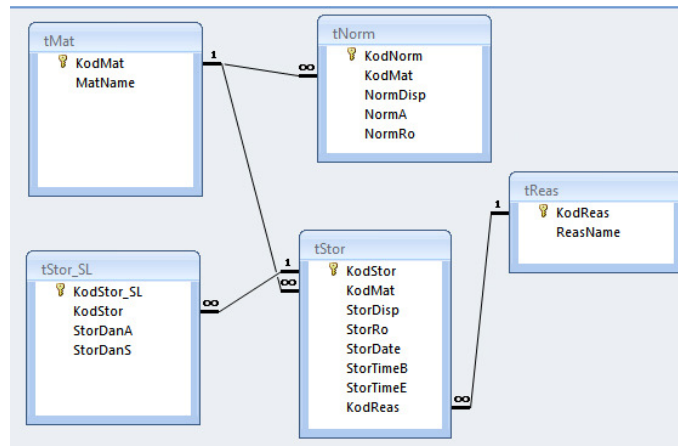 tMat
KodMat
MatName
1
∞
tNorm
KodNorm
KodMat
NormDisp
NormA
NormRo
tReas
KodReas
ReasName
1
tStor_SL
KodStor_SL
KodStor
StorDanA
StorDanS
∞
1
∞
tStor
KodStor
KodMat
StorDisp
StorRo
StorDate
StorTimeB
StorTimeE
KodReas
∞